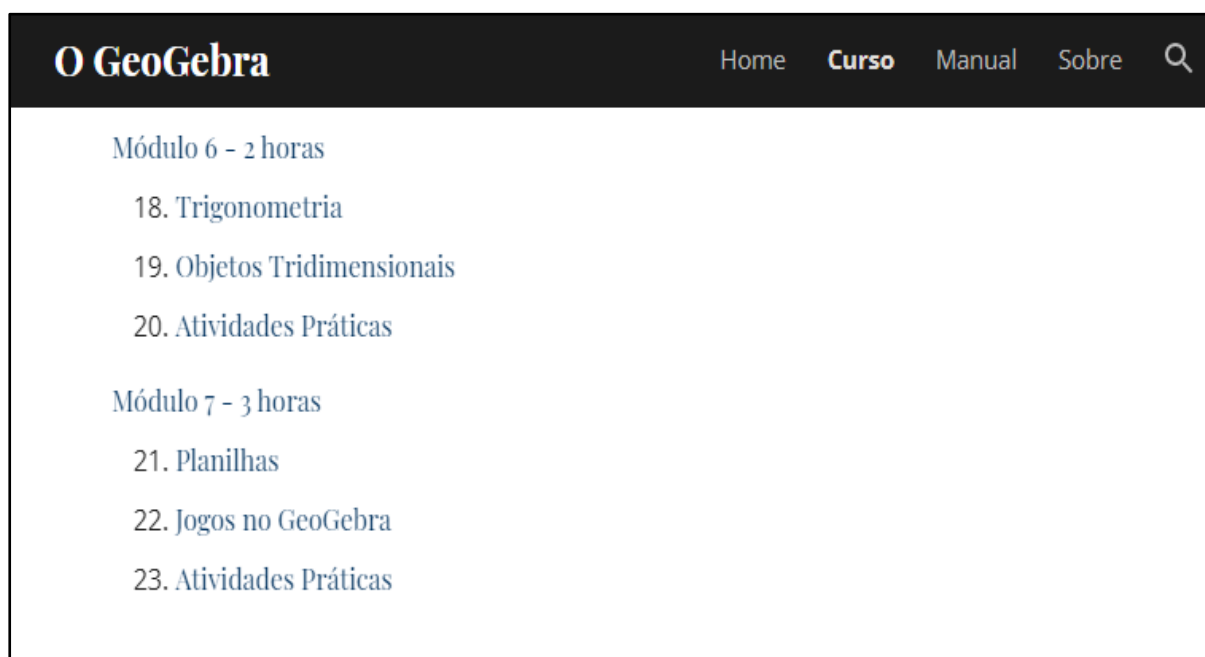 O GeoGebra Home Curso Manual Sobre
Módulo 6 - 2 horas
18. Trigonometria
19. Objetos Tridimensionais
20. Atividades Práticas
Módulo 7 - 3 horas
21. Planilhas
22. Jogos no GeoGebra
23. Atividades Práticas